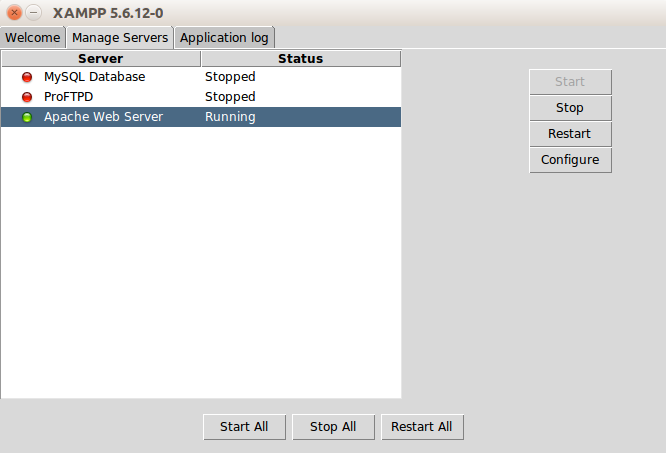 XAMPP 5.6.12-0
Welcome Manage Servers Application log
Server Status
MySQL Database Stopped
ProFTPD Stopped
Apache Web Server Running
Start
Stop
Restart
Configure
Start All Stop All Restart All